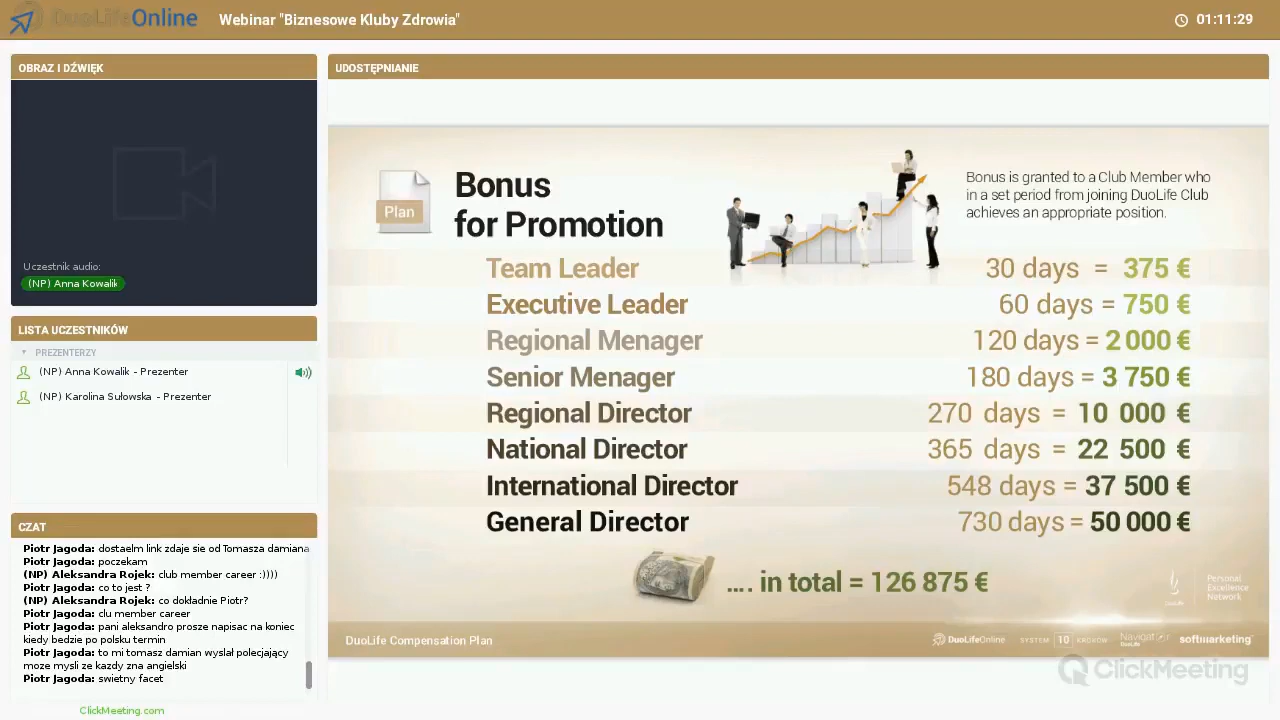 DuoLifeOnline
Webinar "Biznesowe Kluby Zdrowia"
01:11:29
OBRAZ I DŹWIĘK
Uczestnik audio:
(NP) Anna Kowalik
LISTA UCZESTNIKÓW
PREZENTERZY
(NP) Anna Kowalik - Prezenter
(NP) Karolina Sułowska - Prezenter
CZAT
Piotr Jagoda: dostaelm link zdaje sie od Tomasza damiana
Piotr Jagoda: poczekam
(NP) Aleksandra Rojek: club member career :))))
Piotr Jagoda: co to jest ?
(NP) Aleksandra Rojek: co dokładnie Piotr?
Piotr Jagoda: clu member career
Piotr Jagoda: pani aleksandro prosze napisac na koniec
kiedy bedzie po polsku termin
Piotr Jagoda: to mi tomasz damian wyslał polecjający
moze mysli ze kazdy zna angielski
Piotr Jagoda: swietny facet
ClickMeeting.com
UDOSTĘPNIANIE
Plan
Bonus
for Promotion
Bonus is granted to a Club Member who
in a set period from joining DuoLife Club
achieves an appropriate position.
Team Leader 30 days = 375 €
Executive Leader 60 days = 750 €
Regional Menager 120 days = 2 000 €
Senior Menager 180 days = 3 750 €
Regional Director 270 days = 10 000 €
National Director 365 days = 22 500 €
International Director 548 days = 37 500 €
General Director 730 days = 50 000 €
.... in total = 126 875 €
DuoLife
Personal
Excellence
Network
DuoLife Compensation Plan
DuoLifeOnline
SYSTEM 10 KROKÓW
Navigator
DuoLife
softmarketing
ClickMeeting